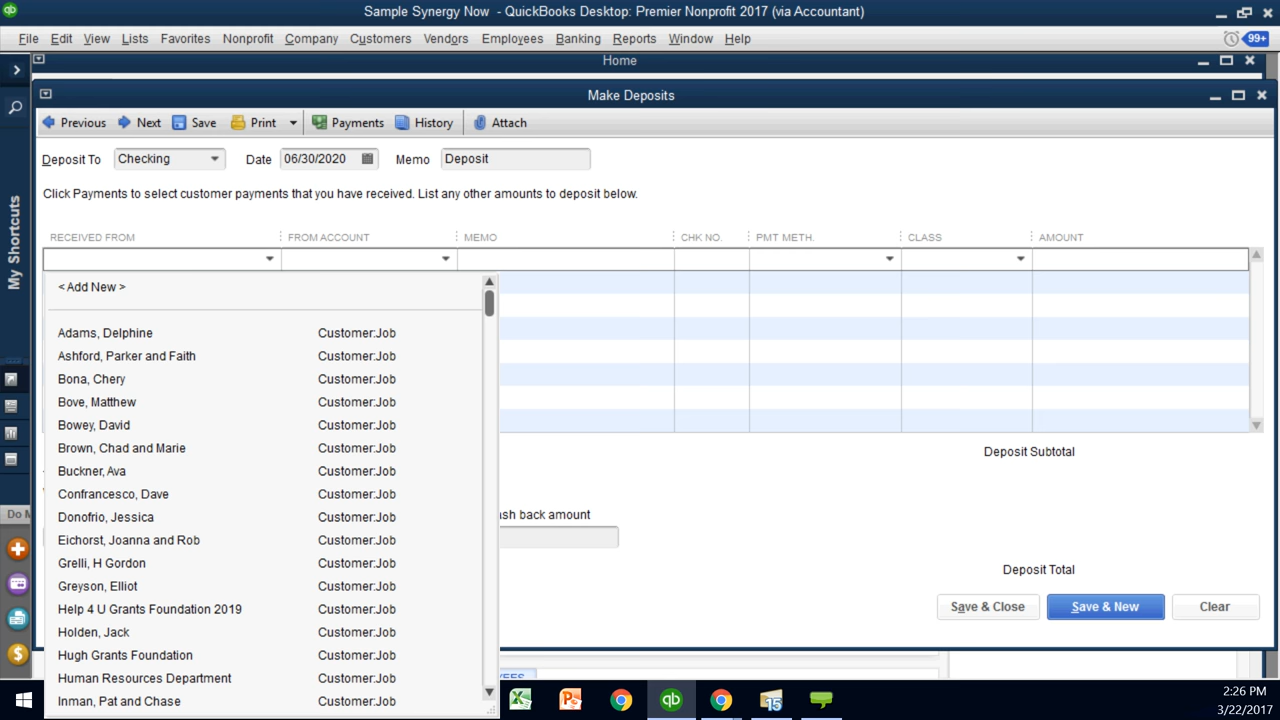 Sample Synergy Now - QuickBooks Desktop: Premier Nonprofit 2017 (via Accountant)
File Edit View Lists Favorites Nonprofit Company Customers Vendors Employees Banking Reports Window Help 99+
Home
Make Deposits
Previous Next Save Print Payments History Attach
Deposit To Checking Date 06/30/2020 Memo Deposit
Click Payments to select customer payments that you have received. List any other amounts to deposit below.
My Shortcuts
RECEIVED FROM FROM ACCOUNT MEMO CHK NO. PMT METH. CLASS AMOUNT
< Add New >
Adams, Delphine Customer:Job
Ashford, Parker and Faith Customer:Job
Bona, Chery Customer:Job
Bove, Matthew Customer:Job
Bowey, David Customer:Job
Brown, Chad and Marie Customer:Job
Deposit Subtotal
Buckner, Ava Customer:Job
Confrancesco, Dave Customer:Job
Do M
Donofrio, Jessica Customer:Job
ash back amount
Eichorst, Joanna and Rob Customer:Job
Grelli, H Gordon Customer:Job
Deposit Total
Greyson, Elliot Customer:Job
Help 4 U Grants Foundation 2019 Customer:Job
Save & Close Save & New Clear
Holden, Jack Customer:Job
Hugh Grants Foundation Customer:Job
Human Resources Department Customer:Job
YEES
Inman, Pat and Chase Customer:Job
15
2:26 PM
3/22/2017